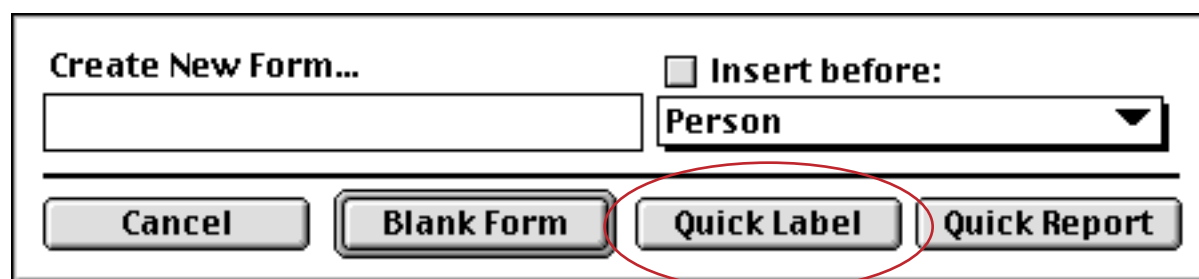 Create New Form...
Insert before:
Person
Cancel
Blank Form
Quick Label
Quick Report